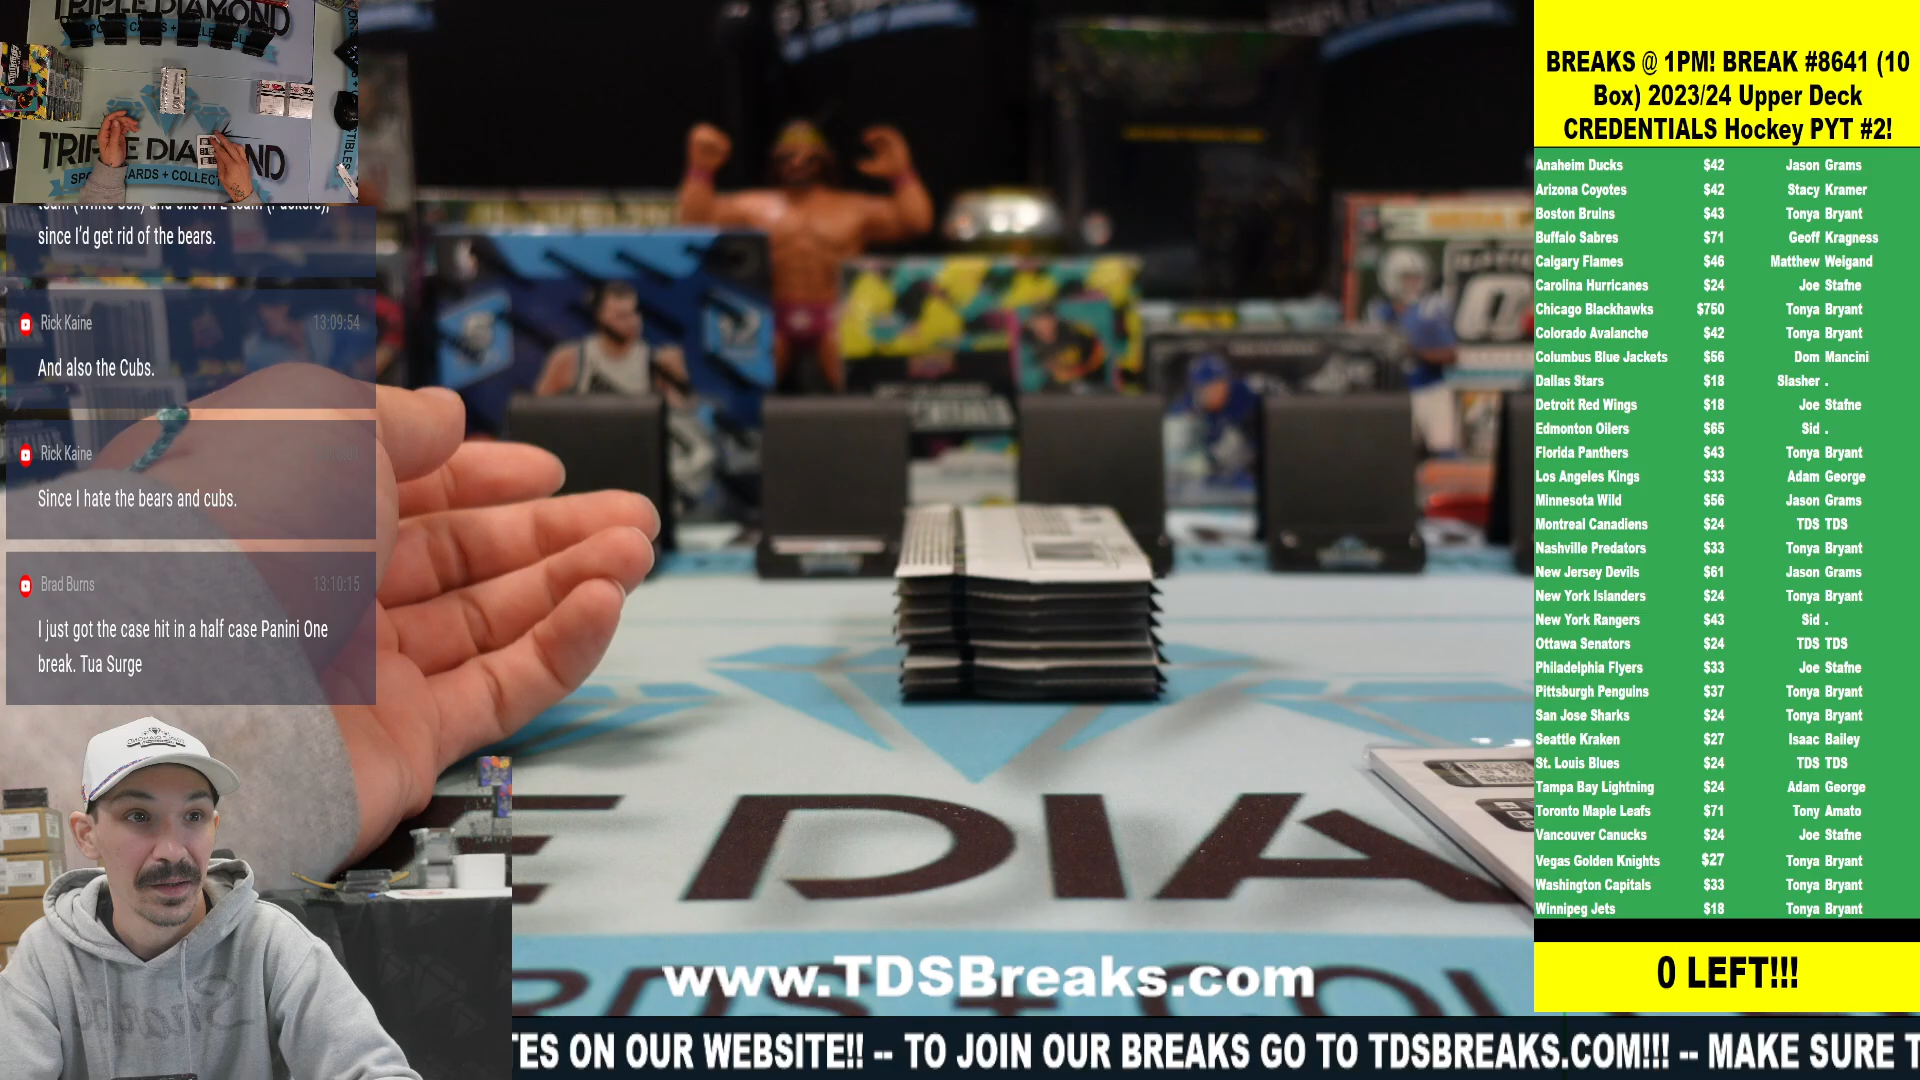 TRIPLE DIAMOND
TRIPLE DIAMOND
since I'd get rid of the bears.
Rick Kaine 13:09:54
And also the Cubs.
Rick Kaine
Since I hate the bears and cubs.
Brad Burns 13:10:15
I just got the case hit in a half case Panini One
break. Tua Surge
E DIA
www.TDSBreaks.com
BREAKS @ 1PM! BREAK #8641 (10
Box) 2023/24 Upper Deck
CREDENTIALS Hockey PYT #2!
Anaheim Ducks $42 Jason Grams
Arizona Coyotes $42 Stacy Kramer
Boston Bruins $43 Tonya Bryant
Buffalo Sabres $71 Geoff Kragness
Calgary Flames $46 Matthew Weigand
Carolina Hurricanes $24 Joe Stafne
Chicago Blackhawks $750 Tonya Bryant
Colorado Avalanche $42 Tonya Bryant
Columbus Blue Jackets $56 Dom Mancini
Dallas Stars $18 Slasher .
Detroit Red Wings $18 Joe Stafne
Edmonton Oilers $65 Sid .
Florida Panthers $43 Tonya Bryant
Los Angeles Kings $33 Adam George
Minnesota Wild $56 Jason Grams
Montreal Canadiens $24 TDS TDS
Nashville Predators $33 Tonya Bryant
New Jersey Devils $61 Jason Grams
New York Islanders $24 Tonya Bryant
New York Rangers $43 Sid .
Ottawa Senators $24 TDS TDS
Philadelphia Flyers $33 Joe Stafne
Pittsburgh Penguins $37 Tonya Bryant
San Jose Sharks $24 Tonya Bryant
Seattle Kraken $27 Isaac Bailey
St. Louis Blues $24 TDS TDS
Tampa Bay Lightning $24 Adam George
Toronto Maple Leafs $71 Tony Amato
Vancouver Canucks $24 Joe Stafne
Vegas Golden Knights $27 Tonya Bryant
Washington Capitals $33 Tonya Bryant
Winnipeg Jets $18 Tonya Bryant
0 LEFT!!!
TES ON OUR WEBSITE!! -- TO JOIN OUR BREAKS GO TO TDSBREAKS.COM!!! -- MAKE SURE T